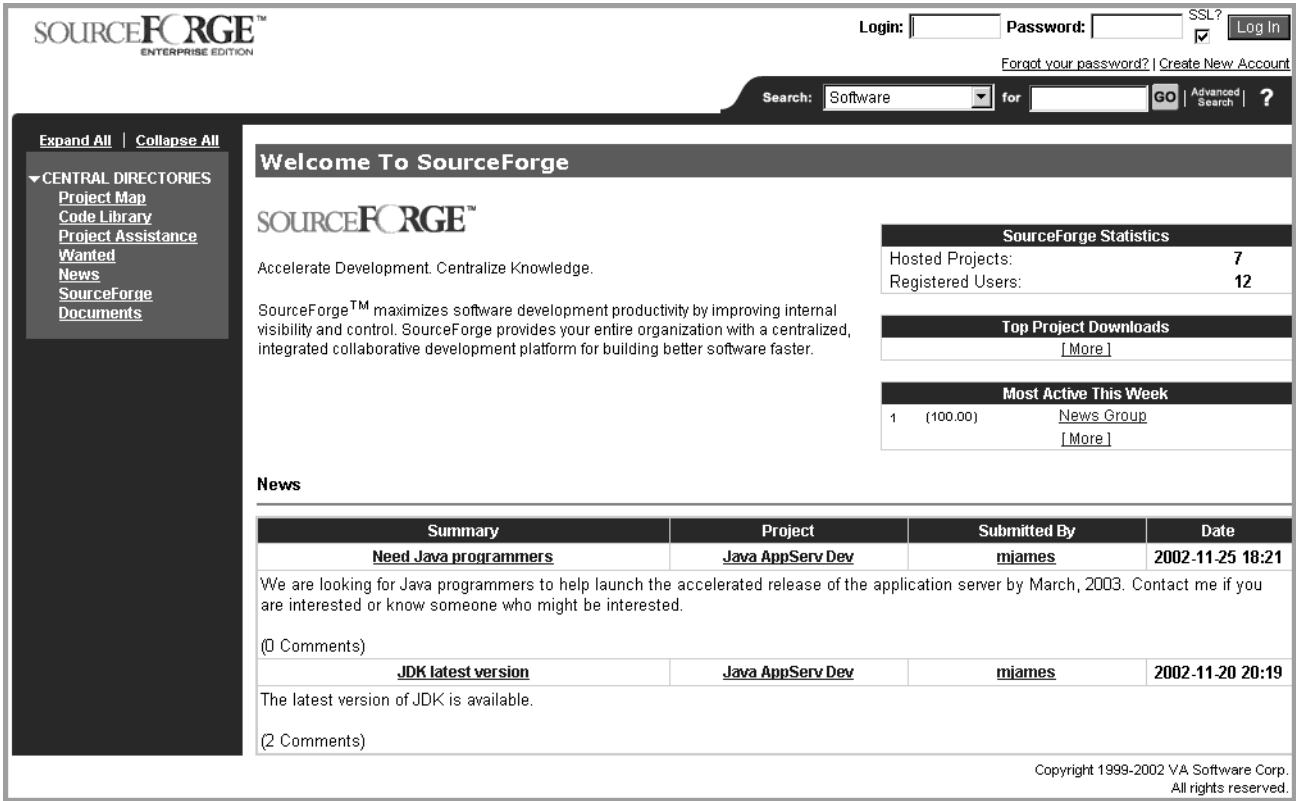 SOURCEFORGE™
ENTERPRISE EDITION
Login: Password: SSL? Log In
Forgot your password? | Create New Account
Search: Software for GO | Advanced Search | ?
Expand All | Collapse All
CENTRAL DIRECTORIES
Project Map
Code Library
Project Assistance
Wanted
News
SourceForge
Documents
Welcome To SourceForge
SOURCEFORGE™
Accelerate Development. Centralize Knowledge.
SourceForge™ maximizes software development productivity by improving internal
visibility and control. SourceForge provides your entire organization with a centralized,
integrated collaborative development platform for building better software faster.
SourceForge Statistics
Hosted Projects: 7
Registered Users: 12
Top Project Downloads
[ More ]
Most Active This Week
1 (100.00) News Group
[ More ]
News
Summary Project Submitted By Date
Need Java programmers Java AppServ Dev mjames 2002-11-25 18:21
We are looking for Java programmers to help launch the accelerated release of the application server by March, 2003. Contact me if you
are interested or know someone who might be interested.
(0 Comments)
JDK latest version Java AppServ Dev mjames 2002-11-20 20:19
The latest version of JDK is available.
(2 Comments)
Copyright 1999-2002 VA Software Corp.
All rights reserved.